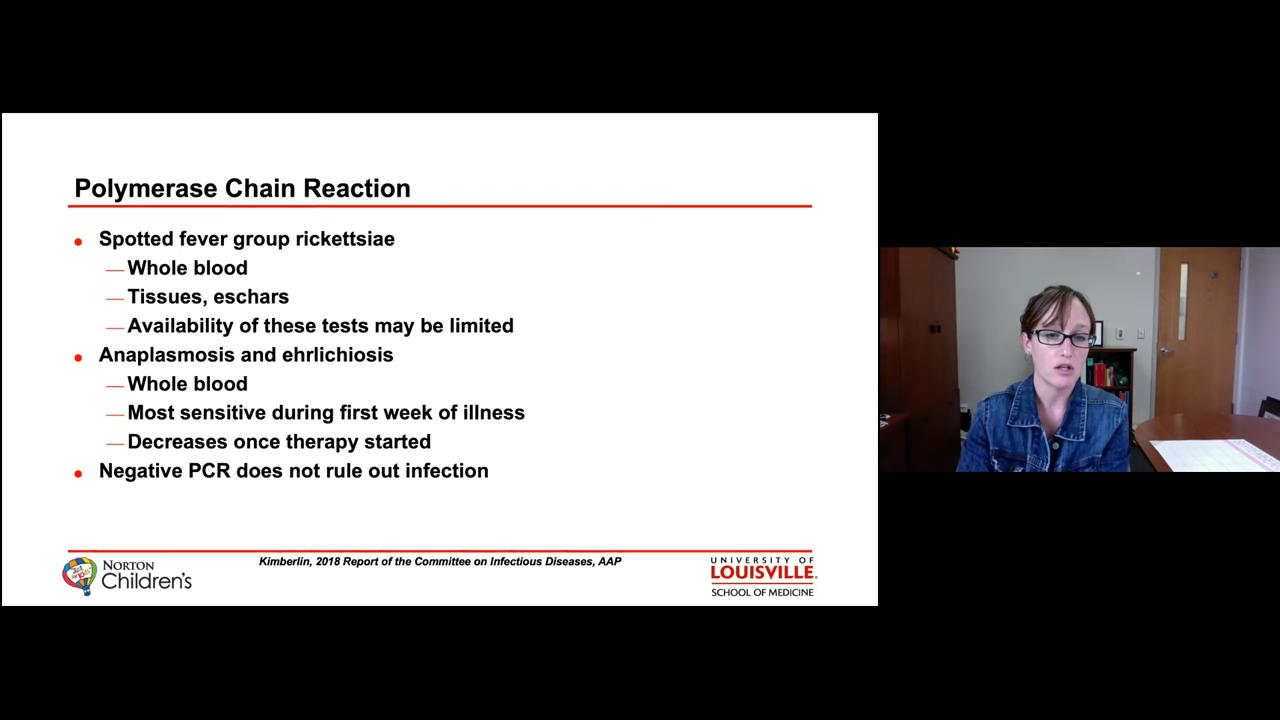 Polymerase Chain Reaction
Spotted fever group rickettsiae
Whole blood
Tissues, eschars
Availability of these tests may be limited
Anaplasmosis and ehrlichiosis
Whole blood
Most sensitive during first week of illness
Decreases once therapy started
Negative PCR does not rule out infection
Kimberlin, 2018 Report of the Committee on Infectious Diseases, AAP
NORTON
Children's
UNIVERSITY OF
LOUISVILLE
SCHOOL OF MEDICINE